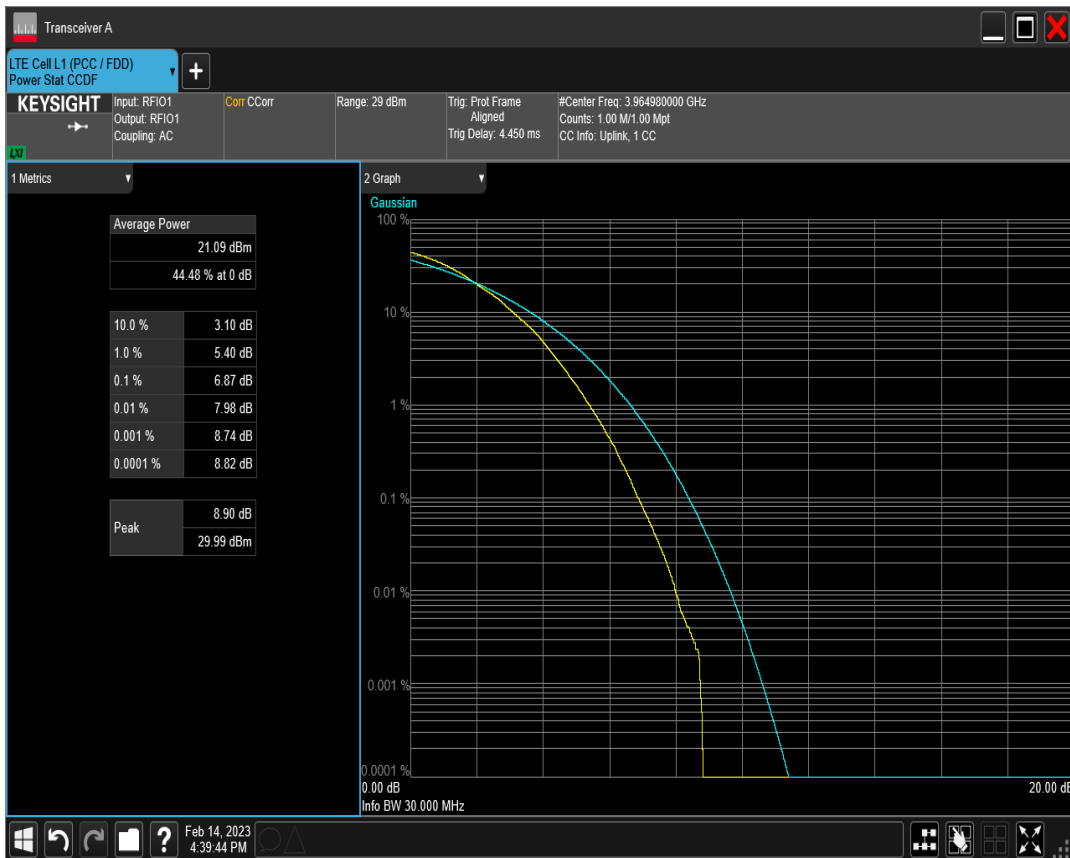 Transceiver A
LTE Cell L1 (PCC / FDD)
Power Stat CCDF
KEYSIGHT
LXI
Input: RFIO1
Output: RFIO1
Coupling: AC
Corr CCorr
Range: 29 dBm
Trig: Prot Frame
Aligned
Trig Delay: 4.450 ms
#Center Freq: 3.964980000 GHz
Counts: 1.00 M/1.00 Mpt
CC Info: Uplink, 1 CC
1 Metrics
Average Power
21.09 dBm
44.48 % at 0 dB
10.0 % 3.10 dB
1.0 % 5.40 dB
0.1 % 6.87 dB
0.01 % 7.98 dB
0.001 % 8.74 dB
0.0001 % 8.82 dB
Peak
8.90 dB
29.99 dBm
2 Graph
Gaussian
100 %
10 %
1 %
0.1 %
0.01 %
0.001 %
0.0001 %
0.00 dB 20.00 dB
Info BW 30.000 MHz
Feb 14, 2023
4:39:44 PM